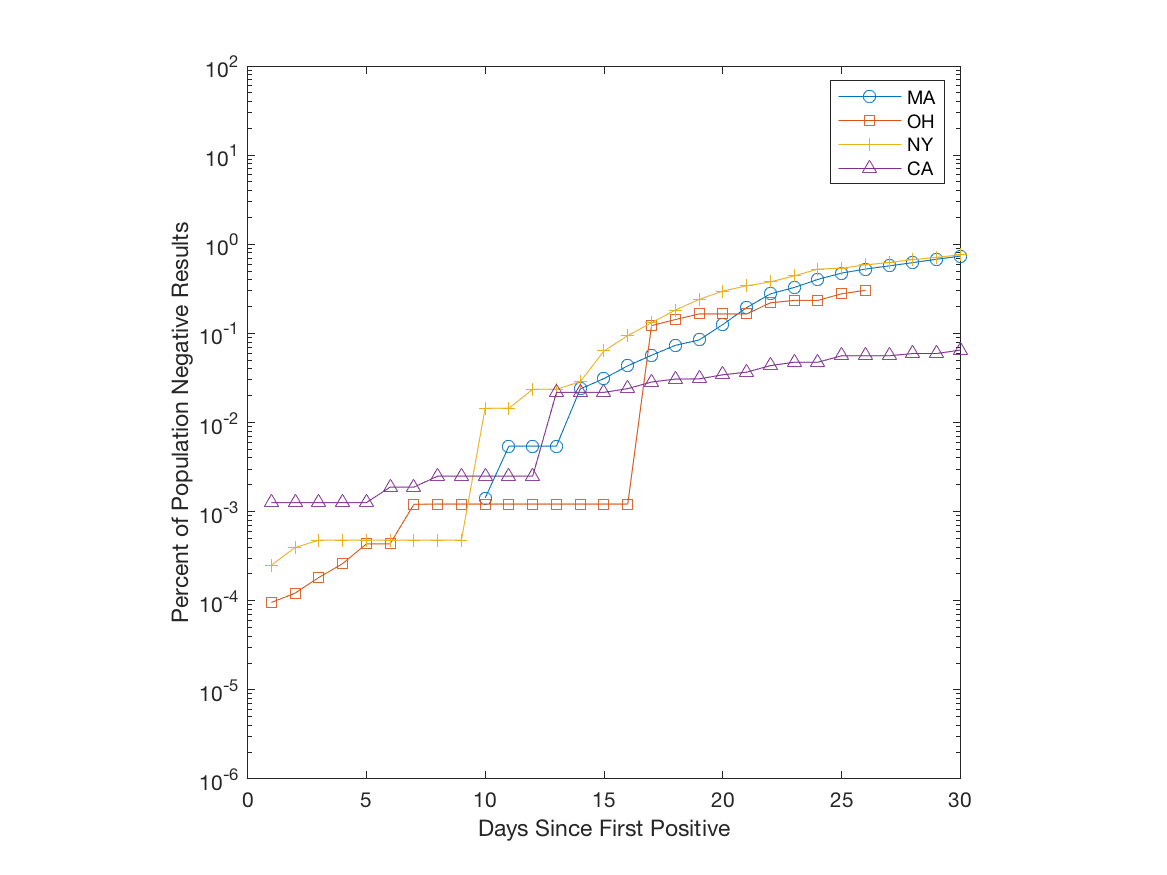 10^2
10^1
10^0
10^-1
10^-2
10^-3
10^-4
10^-5
10^-6
Percent of Population Negative Results
0 5 10 15 20 25 30
Days Since First Positive
MA
OH
NY
CA